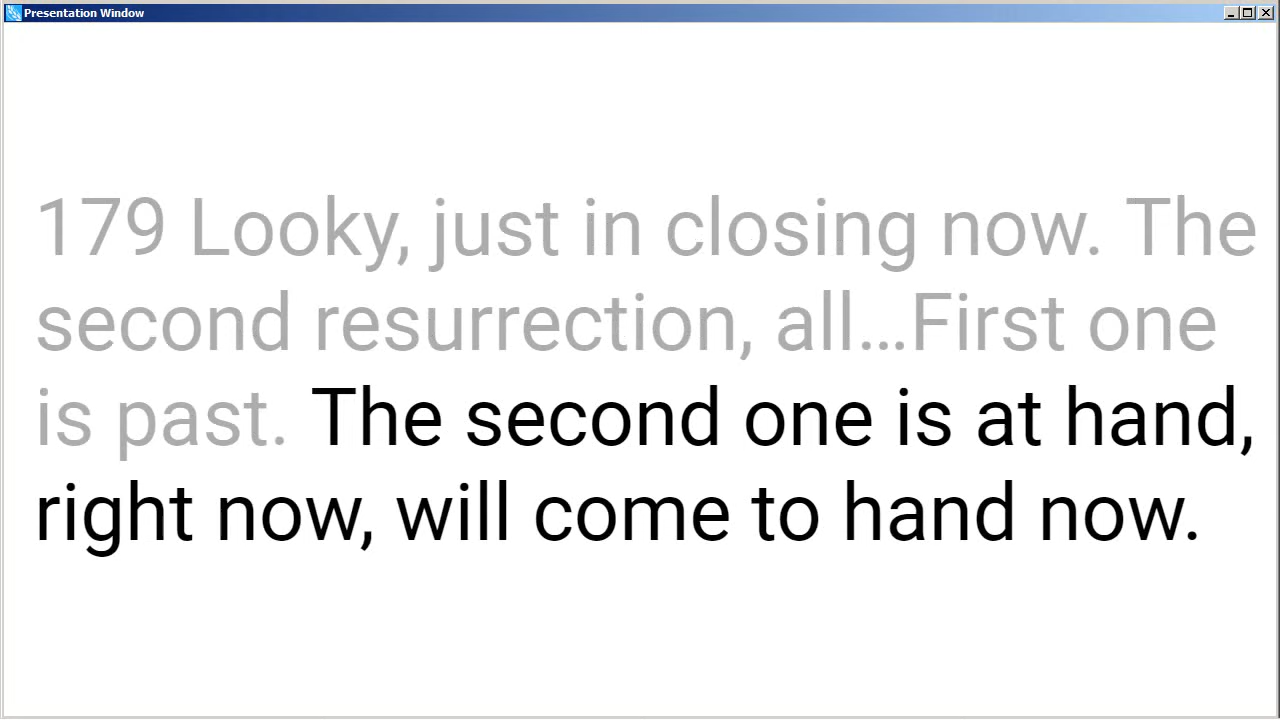 Presentation Window
179 Looky, just in closing now. The
second resurrection, all…First one
is past. The second one is at hand,
right now, will come to hand now.